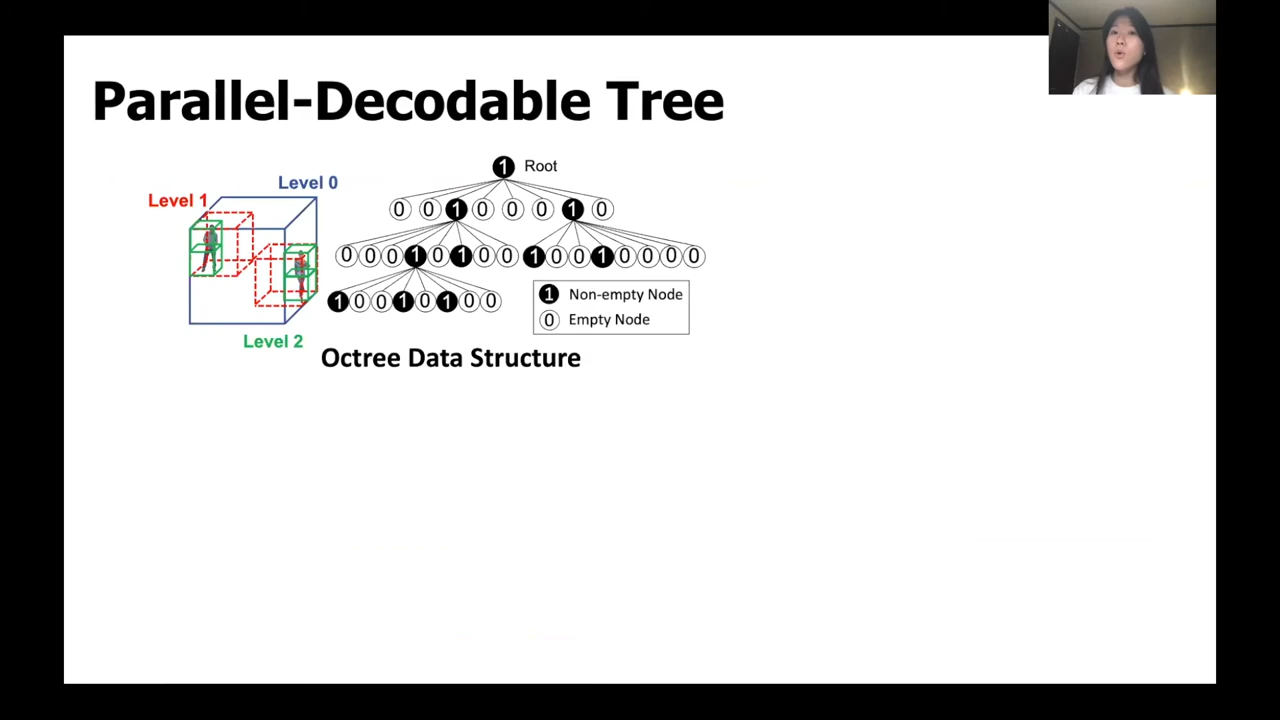 Parallel-Decodable Tree
Level 0
Level 1
Level 2
1 Root
0 0 1 0 0 0 1 0
0 0 0 1 0 1 0 0 1 0 0 1 0 0 0 0
1 0 0 1 0 1 0 0
1 Non-empty Node
0 Empty Node
Octree Data Structure